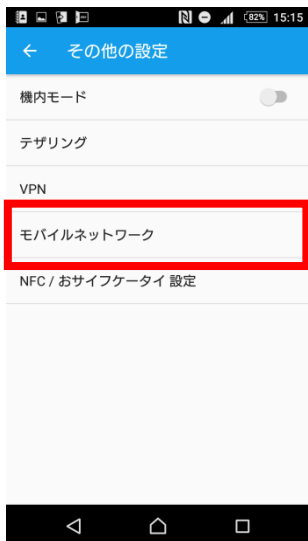 82% 15:15
その他の設定
機内モード
テザリング
VPN
モバイルネットワーク
NFC / おサイフケータイ 設定